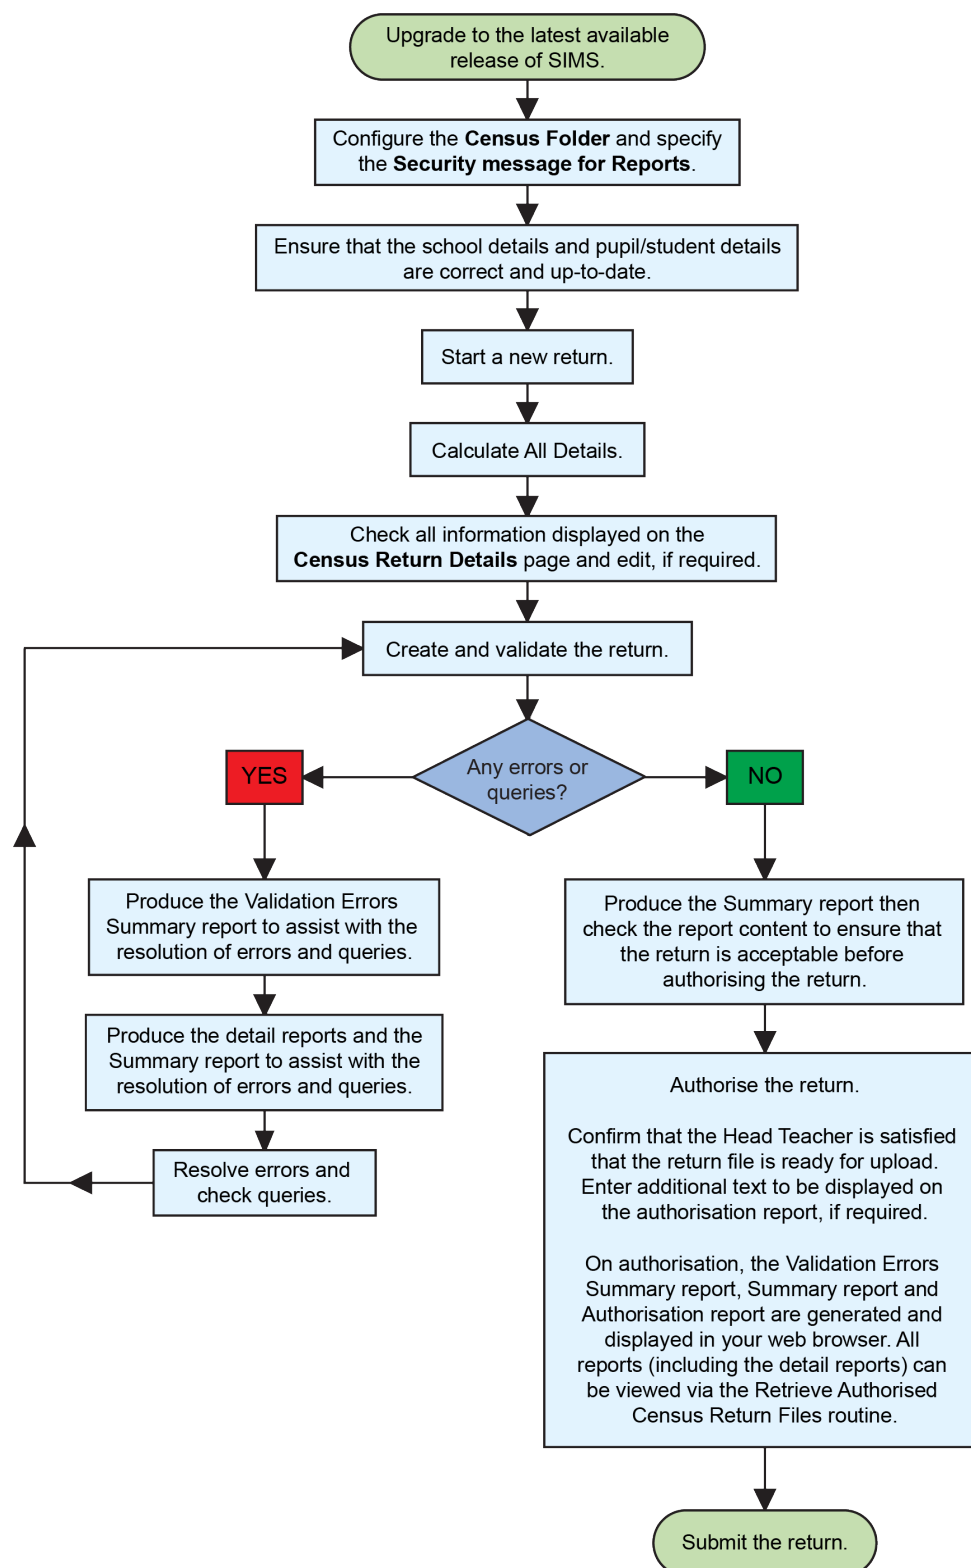 Upgrade to the latest available
release of SIMS.
Configure the Census Folder and specify
the Security message for Reports.
Ensure that the school details and pupil/student details
are correct and up-to-date.
Start a new return.
Calculate All Details.
Check all information displayed on the
Census Return Details page and edit, if required.
Create and validate the return.
Any errors or
queries?
YES
NO
Produce the Validation Errors
Summary report to assist with the
resolution of errors and queries.
Produce the detail reports and the
Summary report to assist with the
resolution of errors and queries.
Resolve errors and
check queries.
Produce the Summary report then
check the report content to ensure that
the return is acceptable before
authorising the return.
Authorise the return.
Confirm that the Head Teacher is satisfied
that the return file is ready for upload.
Enter additional text to be displayed on
the authorisation report, if required.
On authorisation, the Validation Errors
Summary report, Summary report and
Authorisation report are generated and
displayed in your web browser. All
reports (including the detail reports) can
be viewed via the Retrieve Authorised
Census Return Files routine.
Submit the return.